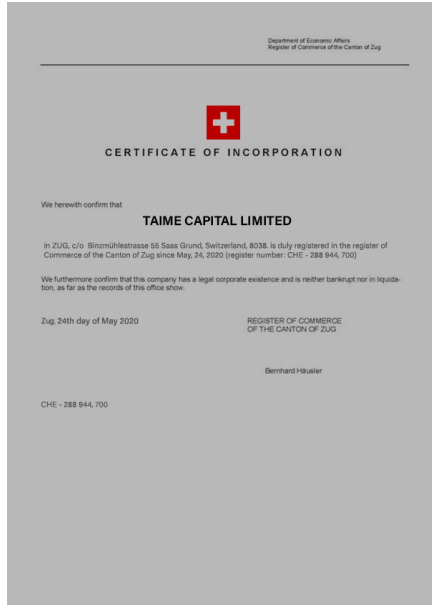 Department of Economic Affairs
Register of Commerce of the Canton of Zug
CERTIFICATE OF INCORPORATION
We herewith confirm that
TAIME CAPITAL LIMITED
in ZUG, c/o Binzmühlestrasse 55 Saas Grund, Switzerland, 8038. is duly registered in the register of
Commerce of the Canton of Zug since May, 24, 2020 (register number: CHE - 288 944, 700)
We furthermore confirm that this company has a legal corporate existence and is neither bankrupt nor in liquida-
tion, as far as the records of this office show.
Zug, 24th day of May 2020
REGISTER OF COMMERCE
OF THE CANTON OF ZUG
Bernhard Häusler
CHE - 288 944, 700